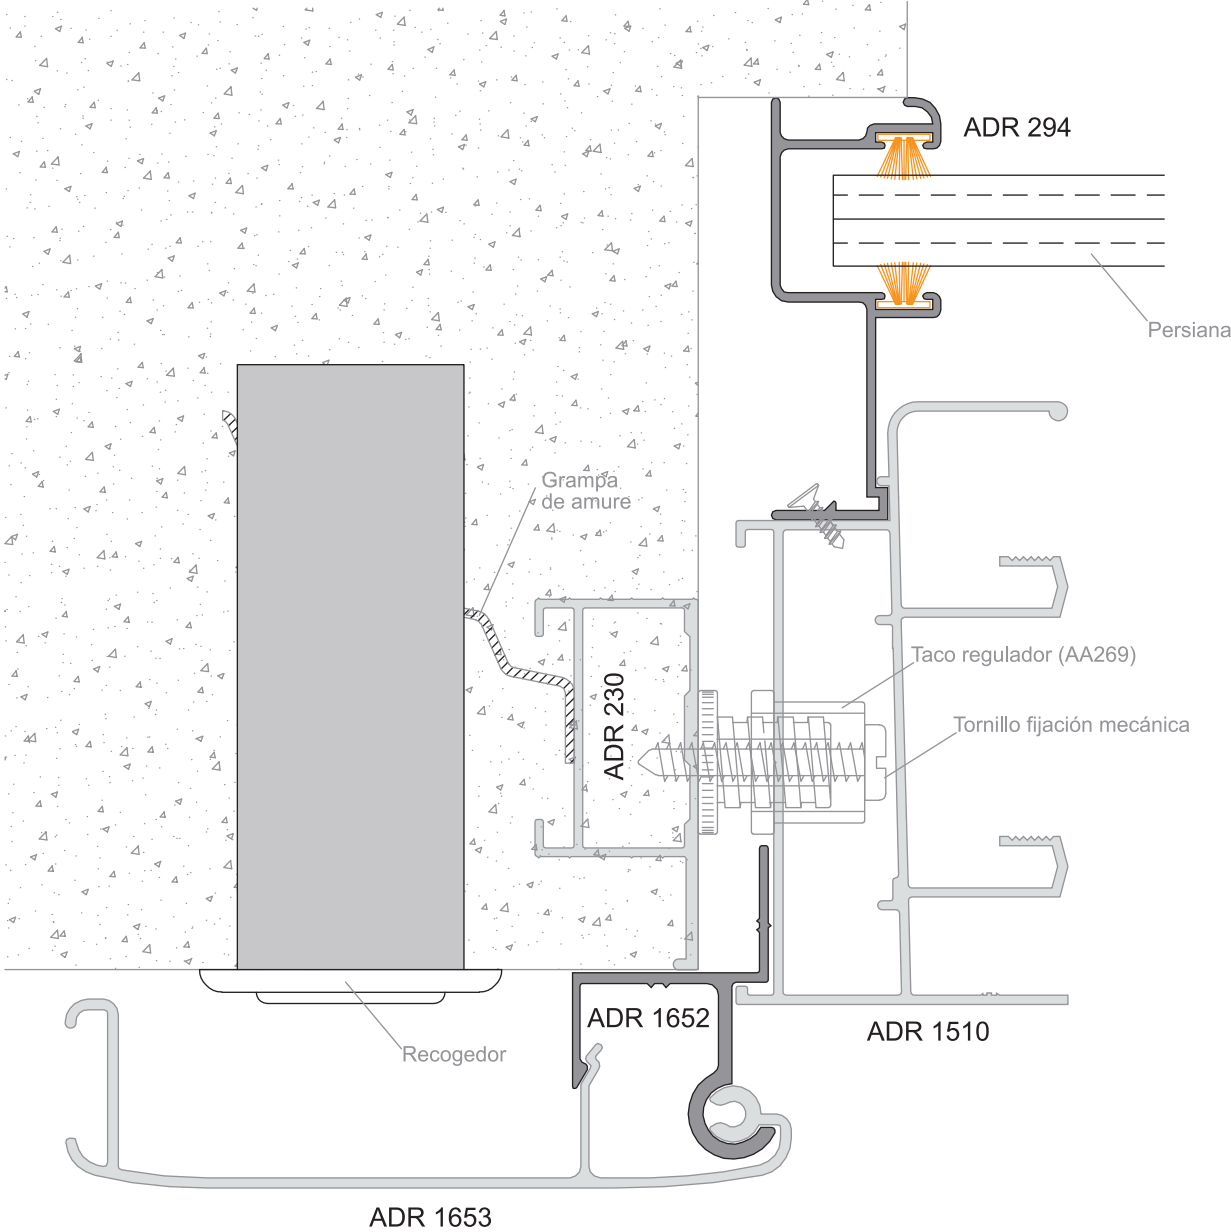 ADR 294
Persiana
Grampa
de amure
Taco regulador (AA269)
ADR 230
Tornillo fijación mecánica
ADR 1652
ADR 1510
Recogedor
ADR 1653